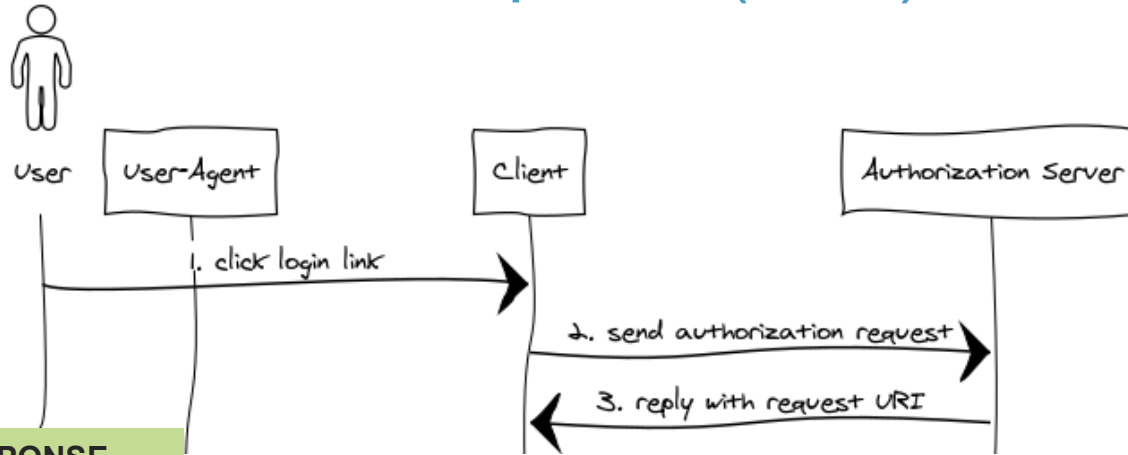 User
User-Agent
Client
Authorization Server
1. click login link
2. send authorization request
3. reply with request URI